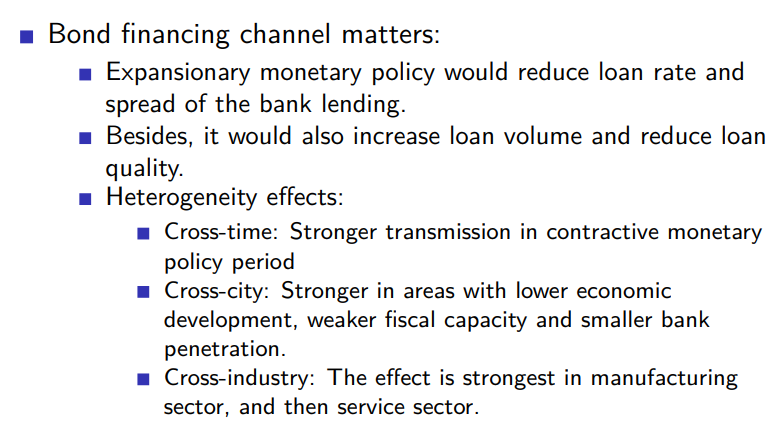 Bond financing channel matters:
Expansionary monetary policy would reduce loan rate and
spread of the bank lending.
Besides, it would also increase loan volume and reduce loan
quality.
Heterogeneity effects:
Cross-time: Stronger transmission in contractive monetary
policy period
Cross-city: Stronger in areas with lower economic
development, weaker fiscal capacity and smaller bank
penetration.
Cross-industry: The effect is strongest in manufacturing
sector, and then service sector.